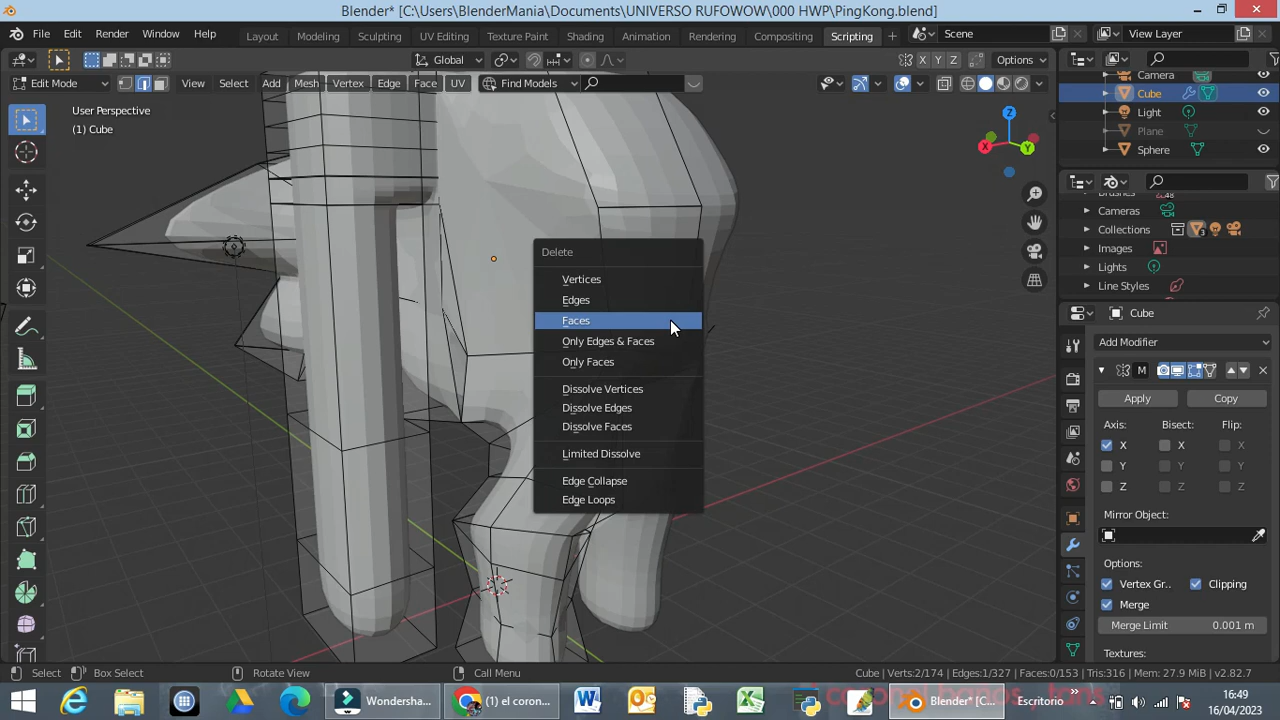 Blender* [C:\Users\BlenderMania\Documents\UNIVERSO RUFOWOW\000 HWP\PingKong.blend]
File Edit Render Window Help Layout Modeling Sculpting UV Editing Texture Paint Shading Animation Rendering Compositing Scripting Scene View Layer
Global X Y Z Options
Edit Mode View Select Add Mesh Vertex Edge Face UV Find Models
User Perspective
(1) Cube
Z
X
Y
Camera
Cube
Light
Plane
Sphere
Brushes
48
Cameras
Collections
3
Images
Lights
Line Styles
Delete
Vertices
Edges
Faces
Only Edges & Faces
Only Faces
Dissolve Vertices
Dissolve Edges
Dissolve Faces
Limited Dissolve
Edge Collapse
Edge Loops
Cube
Add Modifier
M
Apply Copy
Axis: Bisect: Flip:
X X X
Y Y Y
Z Z Z
Mirror Object:
Options:
Vertex Gr.. Clipping
Merge
Merge Limit 0.001 m
Textures:
Select Box Select Rotate View Call Menu Cube | Verts:2/174 | Edges:1/327 | Faces:0/153 | Tris:316 | Mem: 27.9 MiB | v2.82.7
Wondersha... (1) el coron... Blender* [C... Escritorio » 16:49
16/04/2023